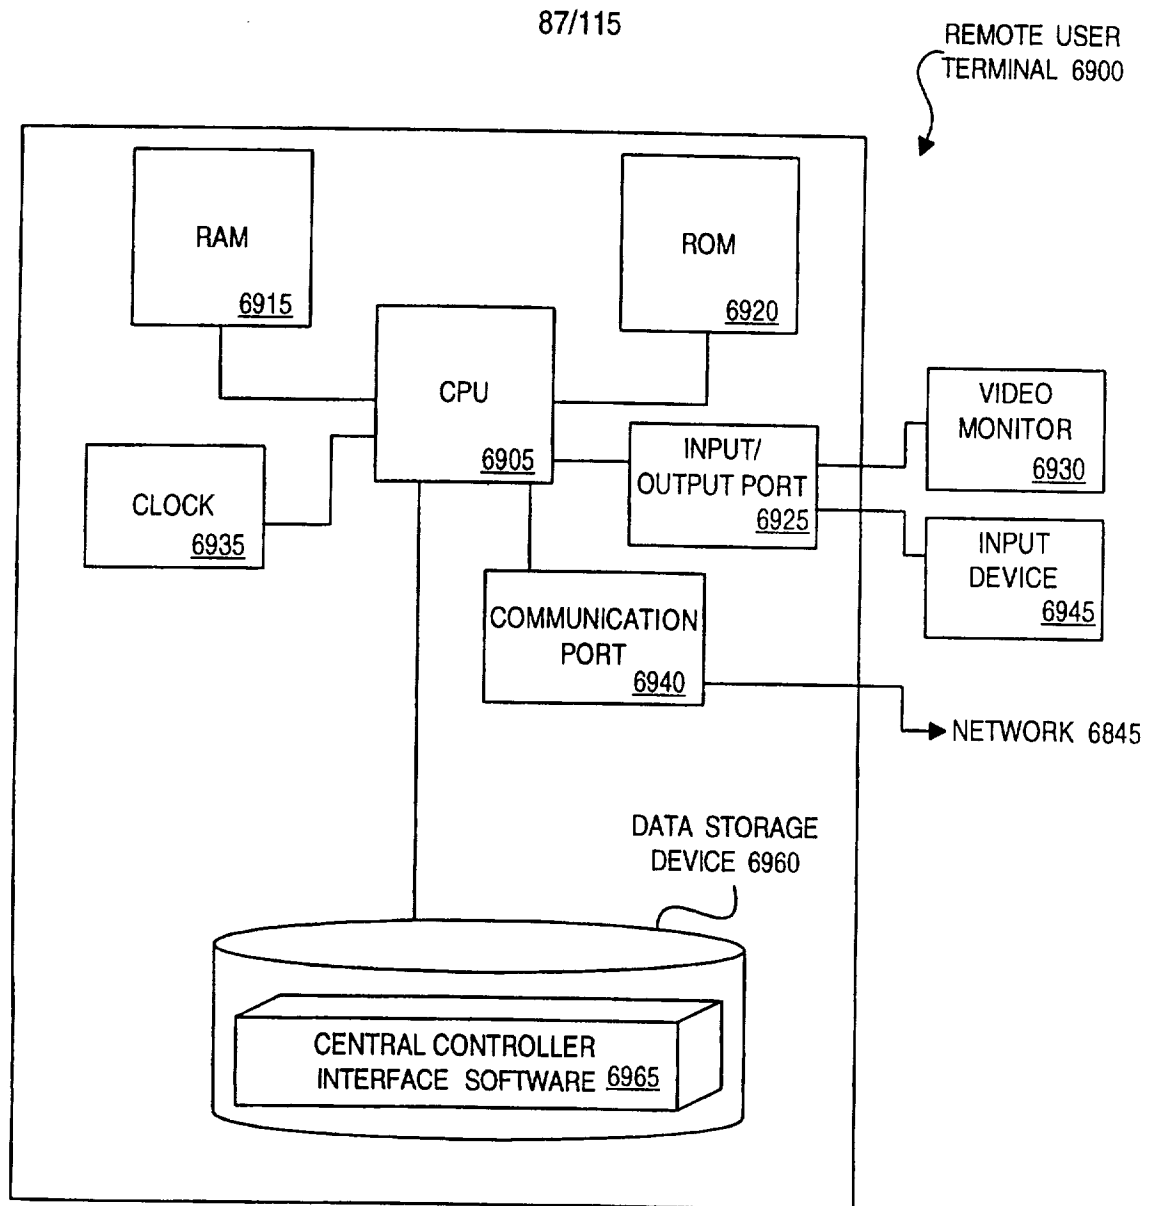 87/115
REMOTE USER
TERMINAL 6900
RAM
6915
ROM
6920
CPU
6905
CLOCK
6935
INPUT/
OUTPUT PORT
6925
VIDEO
MONITOR
6930
INPUT
DEVICE
6945
COMMUNICATION
PORT
6940
NETWORK 6845
DATA STORAGE
DEVICE 6960
CENTRAL CONTROLLER
INTERFACE SOFTWARE 6965